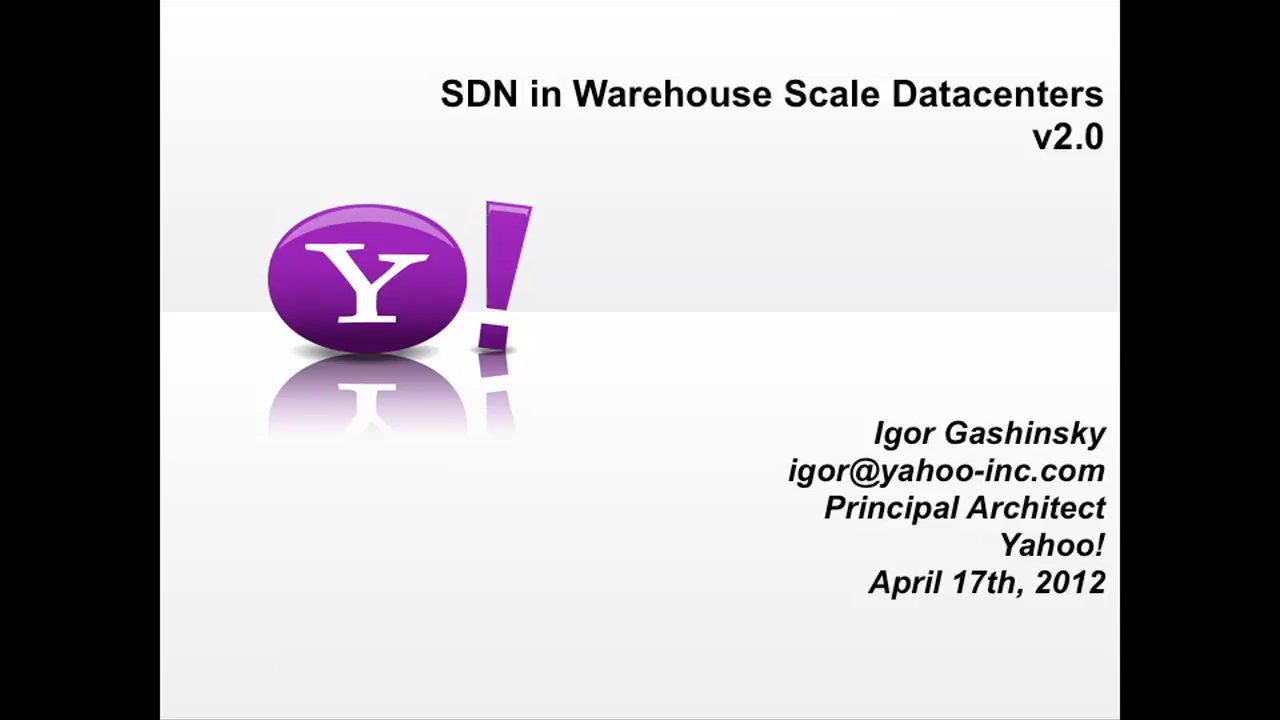 SDN in Warehouse Scale Datacenters
v2.0
Y!
Igor Gashinsky
igor@yahoo-inc.com
Principal Architect
Yahoo!
April 17th, 2012